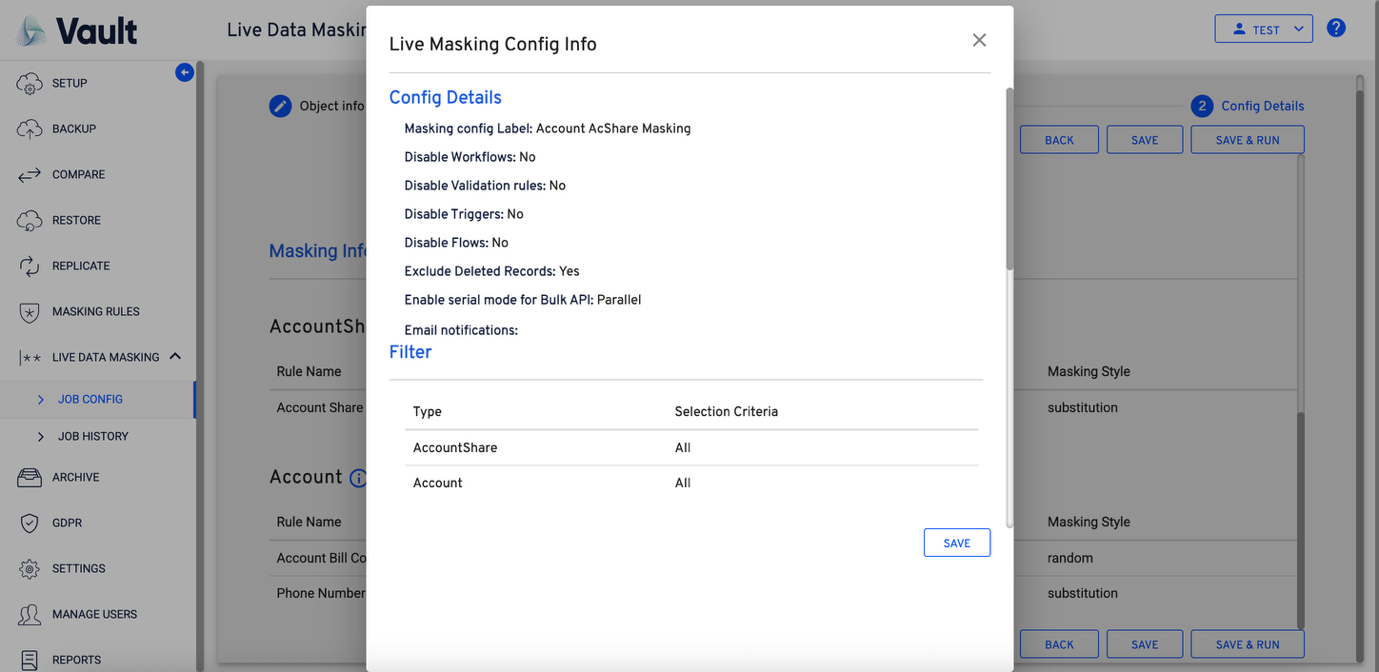 Vault
Live Data Maskin
TEST
?
SETUP
BACKUP
COMPARE
RESTORE
REPLICATE
MASKING RULES
LIVE DATA MASKING
JOB CONFIG
JOB HISTORY
ARCHIVE
GDPR
SETTINGS
MANAGE USERS
REPORTS
Object info
2 Config Details
BACK SAVE SAVE & RUN
Masking Info
AccountSh
Rule Name Masking Style
Account Share substitution
Account
Rule Name Masking Style
Account Bill Co random
Phone Number substitution
BACK SAVE SAVE & RUN
Live Masking Config Info
Config Details
Masking config Label: Account AcShare Masking
Disable Workflows: No
Disable Validation rules: No
Disable Triggers: No
Disable Flows: No
Exclude Deleted Records: Yes
Enable serial mode for Bulk API: Parallel
Email notifications:
Filter
Type Selection Criteria
AccountShare All
Account All
SAVE